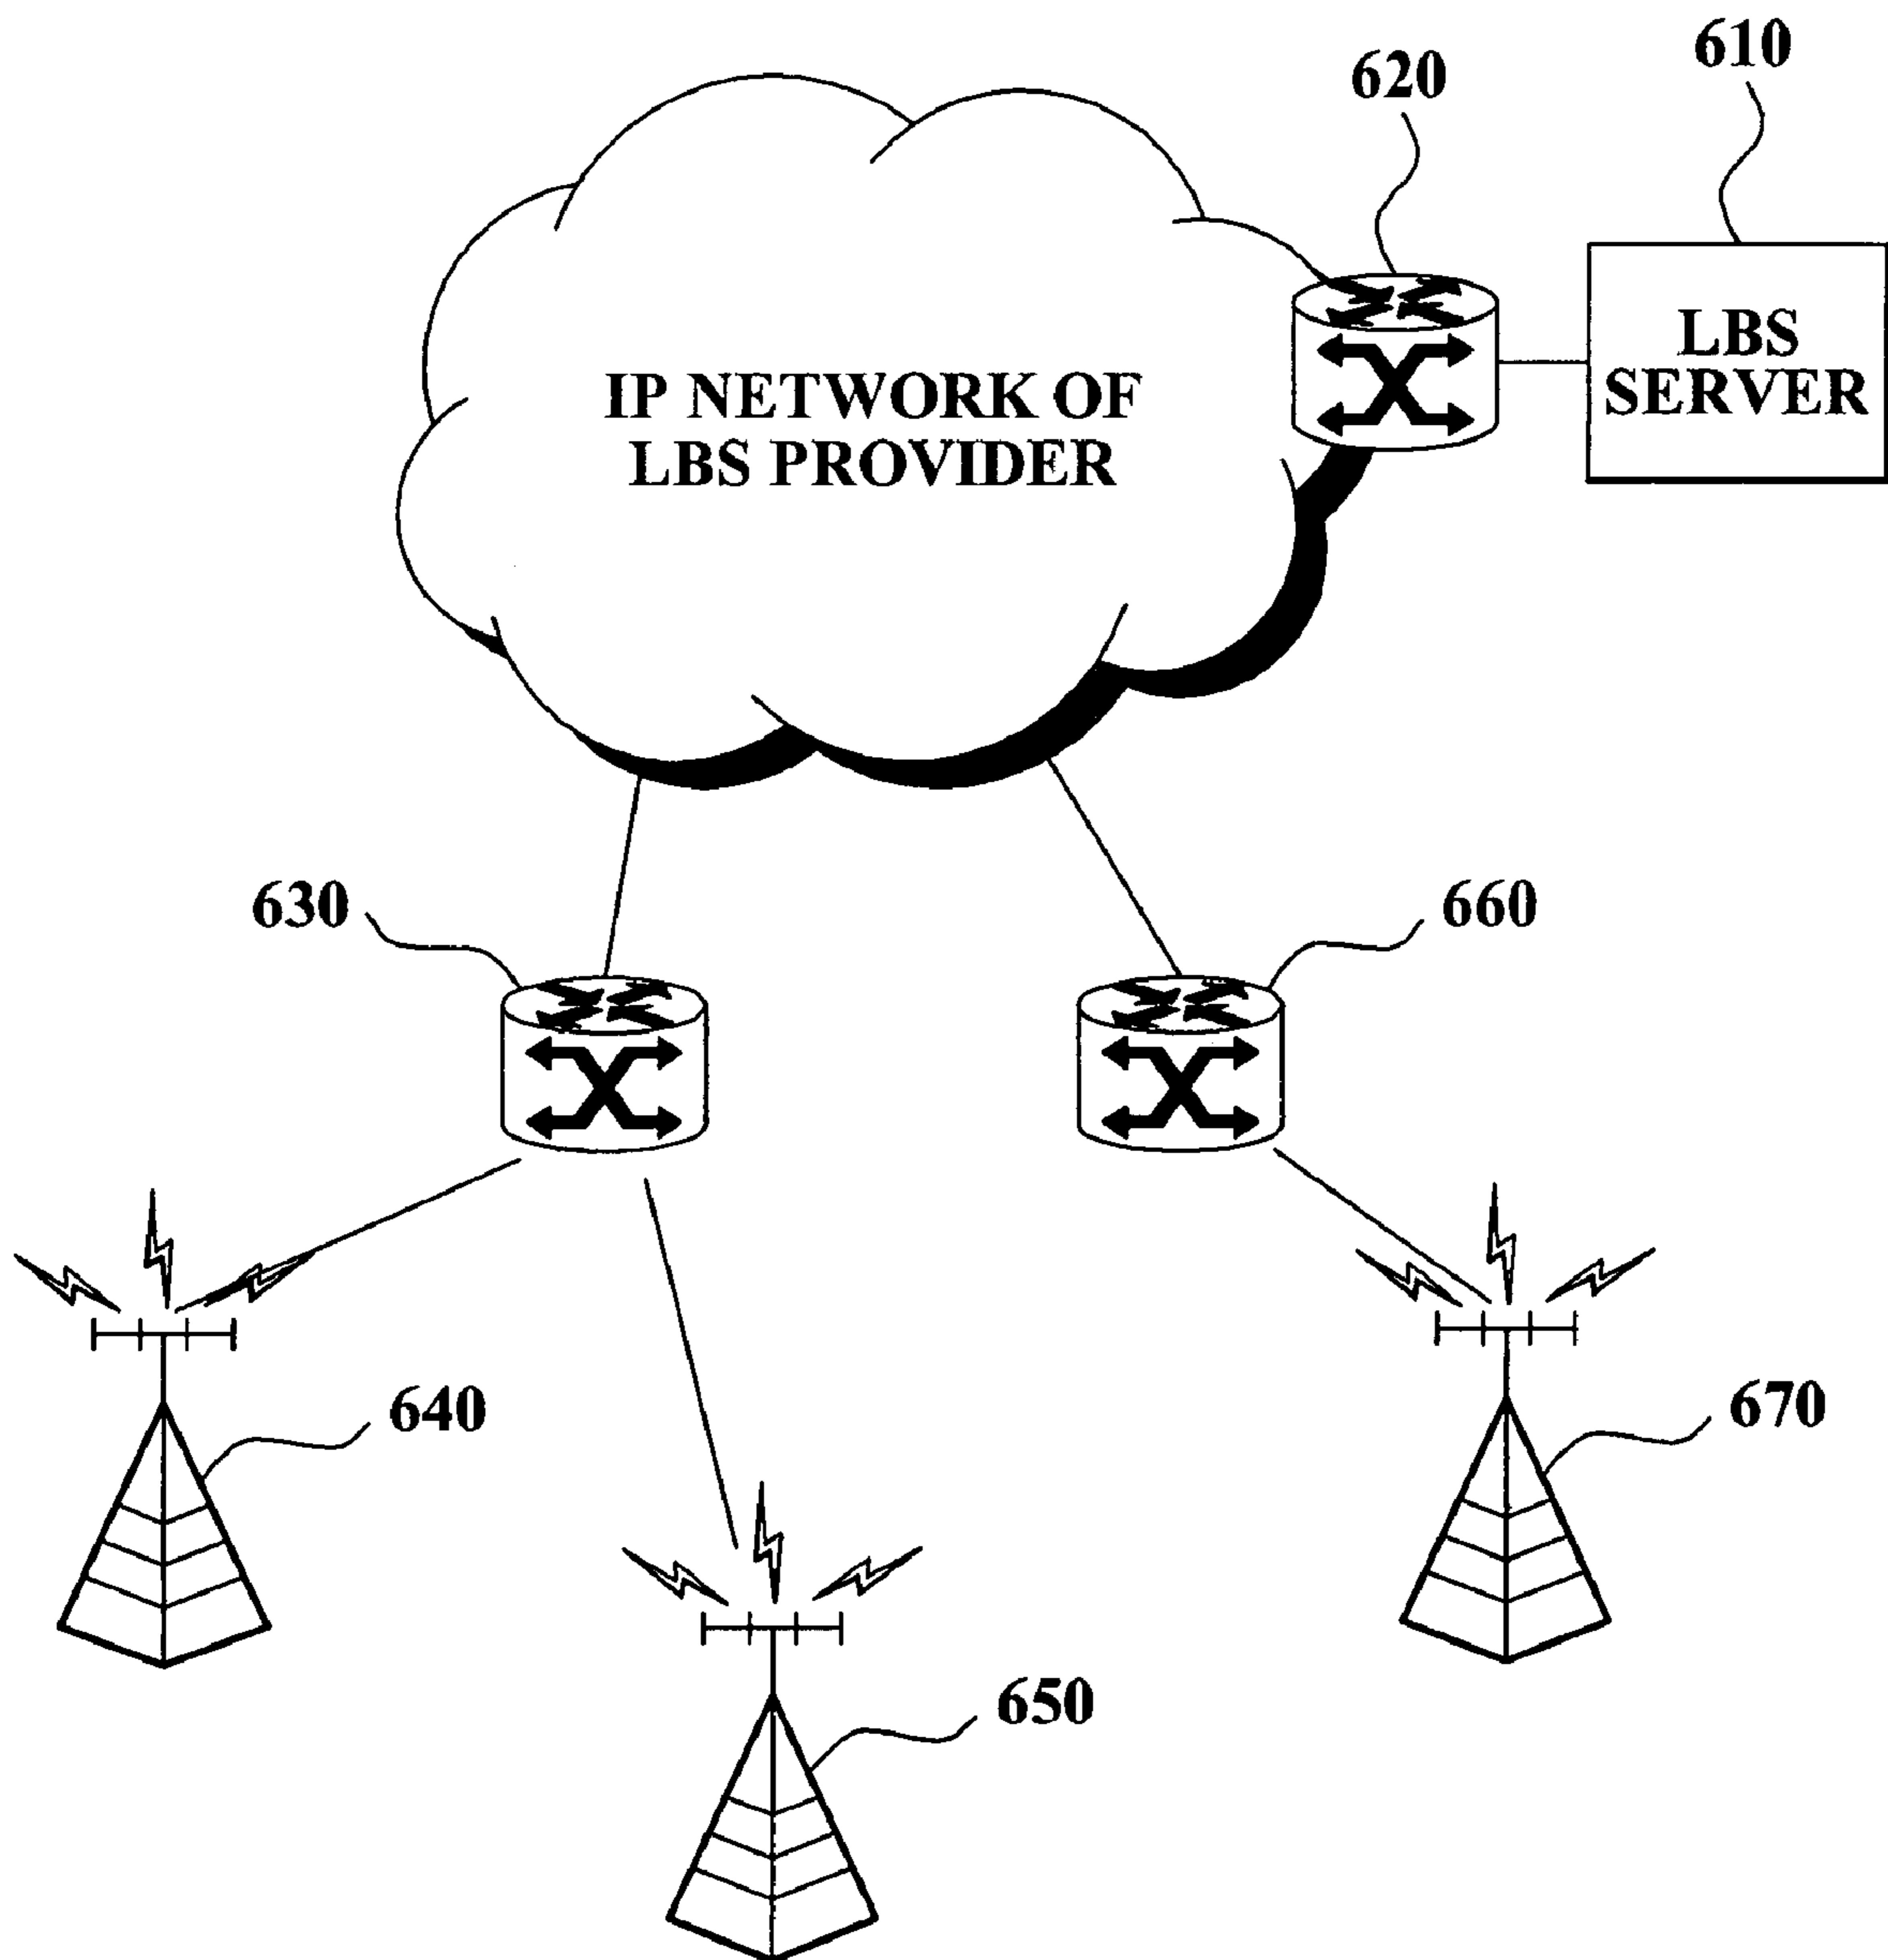 610
620
LBS
SERVER
IP NETWORK OF
LBS PROVIDER
630
660
640
670
650